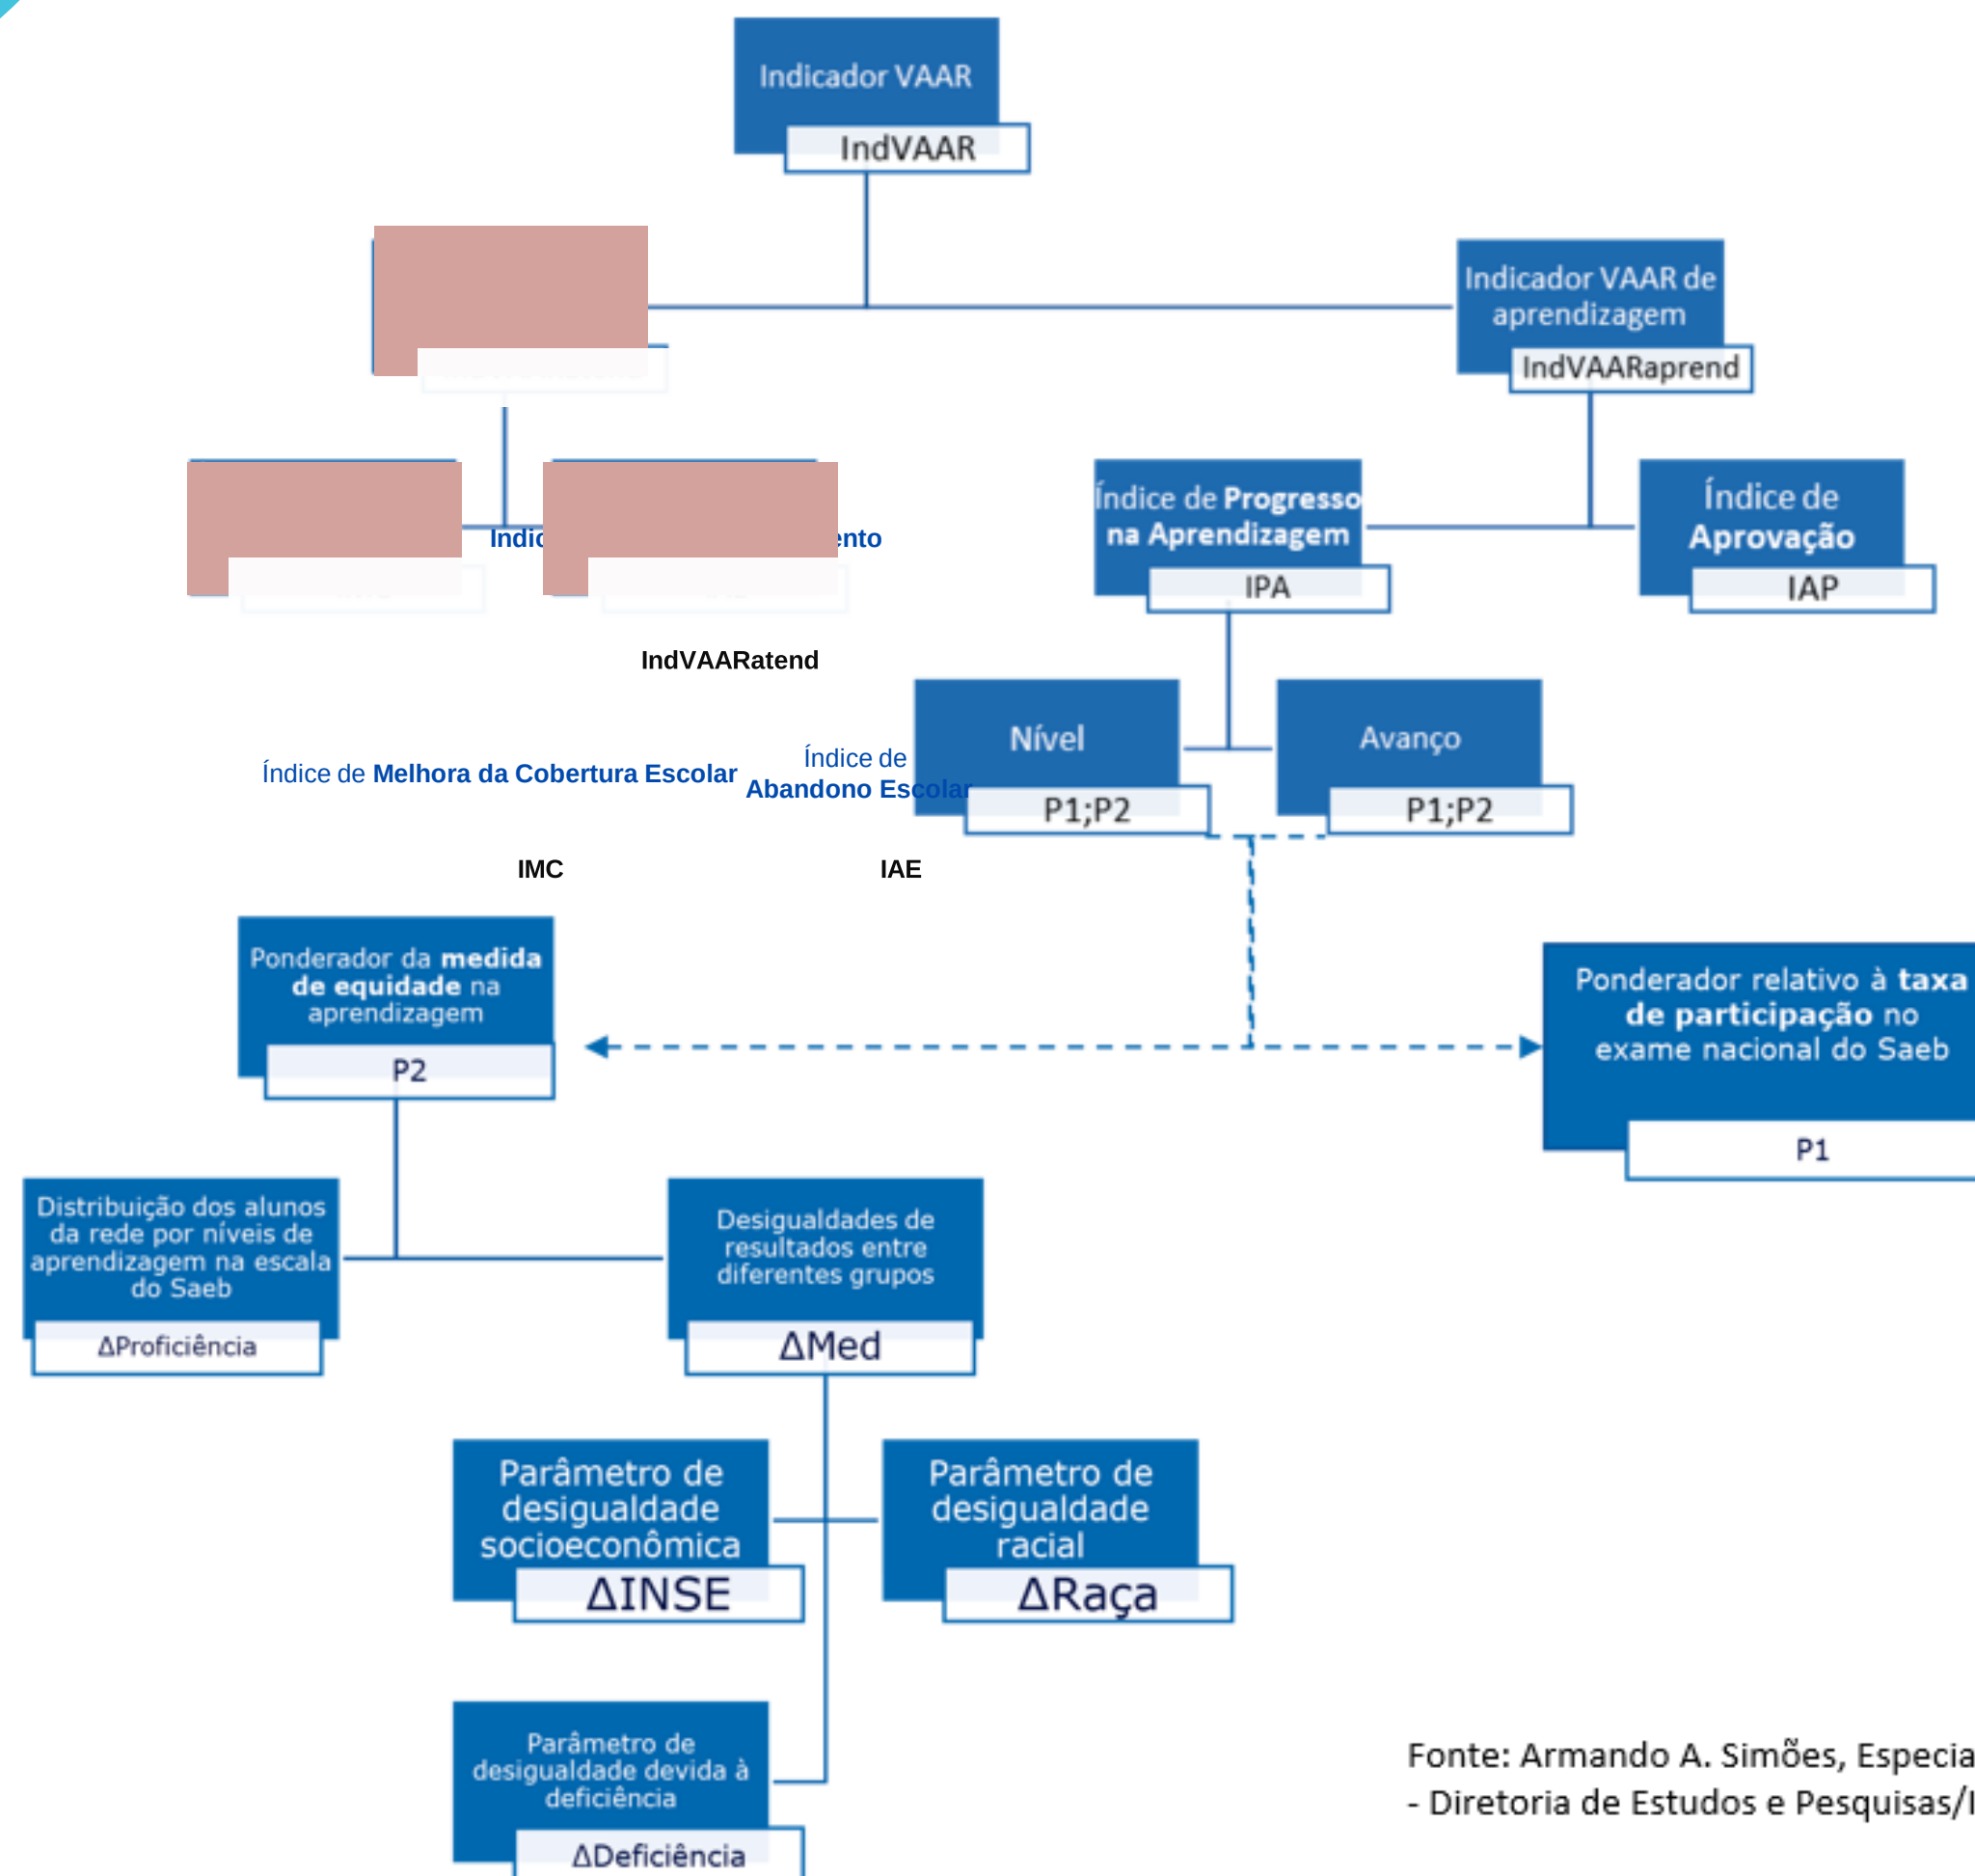 Indicador VAAR
IndVAAR
Indicador VAAR de
aprendizagem
IndVAARaprend
Índice de Progresso
na Aprendizagem
IPA
Índice de
Aprovação
IAP
IndVAARatend
Índice de Melhora da Cobertura Escolar
Índice de
Abandono Escolar
IMC
IAE
Nível
P1;P2
Avanço
P1;P2
Ponderador da medida
de equidade na
aprendizagem
P2
Ponderador relativo à taxa
de participação no
exame nacional do Saeb
P1
Distribuição dos alunos
da rede por níveis de
aprendizagem na escala
do Saeb
ΔProficiência
Desigualdades de
resultados entre
diferentes grupos
ΔMed
Parâmetro de
desigualdade
socioeconômica
ΔINSE
Parâmetro de
desigualdade
racial
ΔRaça
Parâmetro de
desigualdade devida à
deficiência
ΔDeficiência
Fonte: Armando A. Simões,
- Diretoria de Estudos e